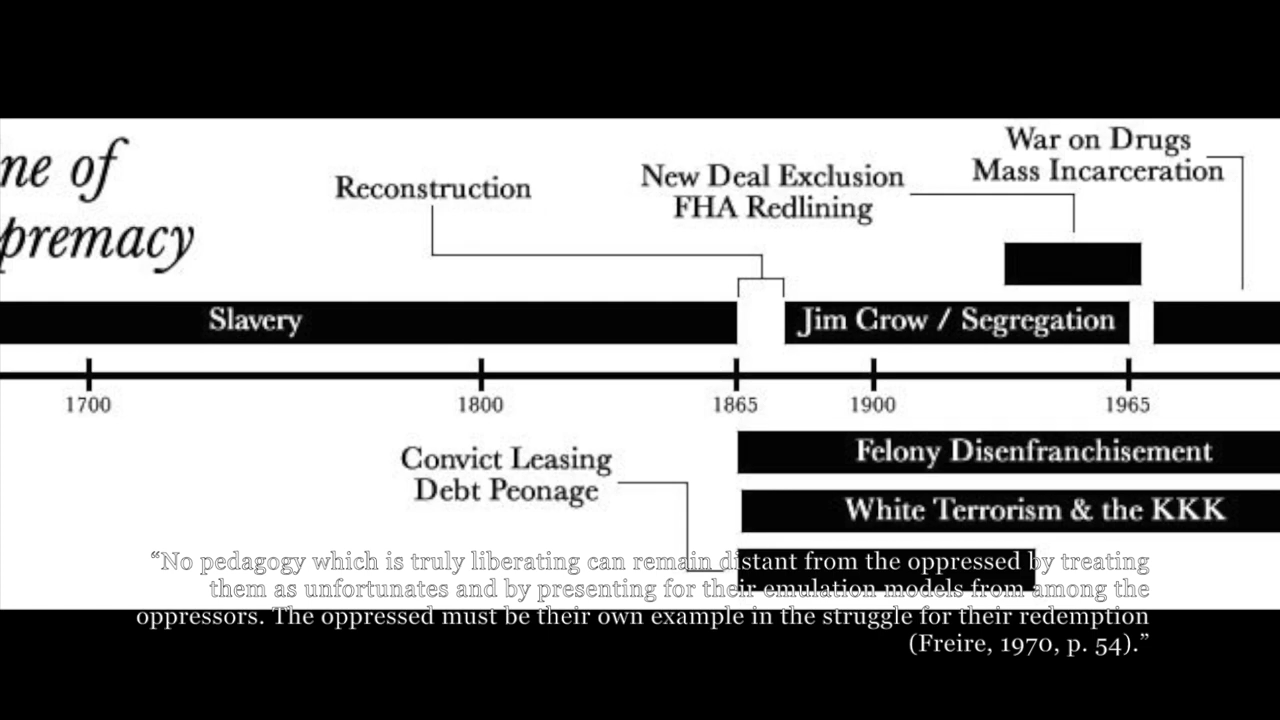 ne of
premacy
Reconstruction
New Deal Exclusion
FHA Redlining
War on Drugs
Mass Incarceration
Slavery
Jim Crow / Segregation
1700
1800
1865
1900
1965
Felony Disenfranchisement
Convict Leasing
Debt Peonage
White Terrorism & the KKK
“No pedagogy which is truly liberating can remain distant from the oppressed by treating
them as unfortunates and by presenting for their emulation models from among the
oppressors. The oppressed must be their own example in the struggle for their redemption
(Freire, 1970, p. 54).”